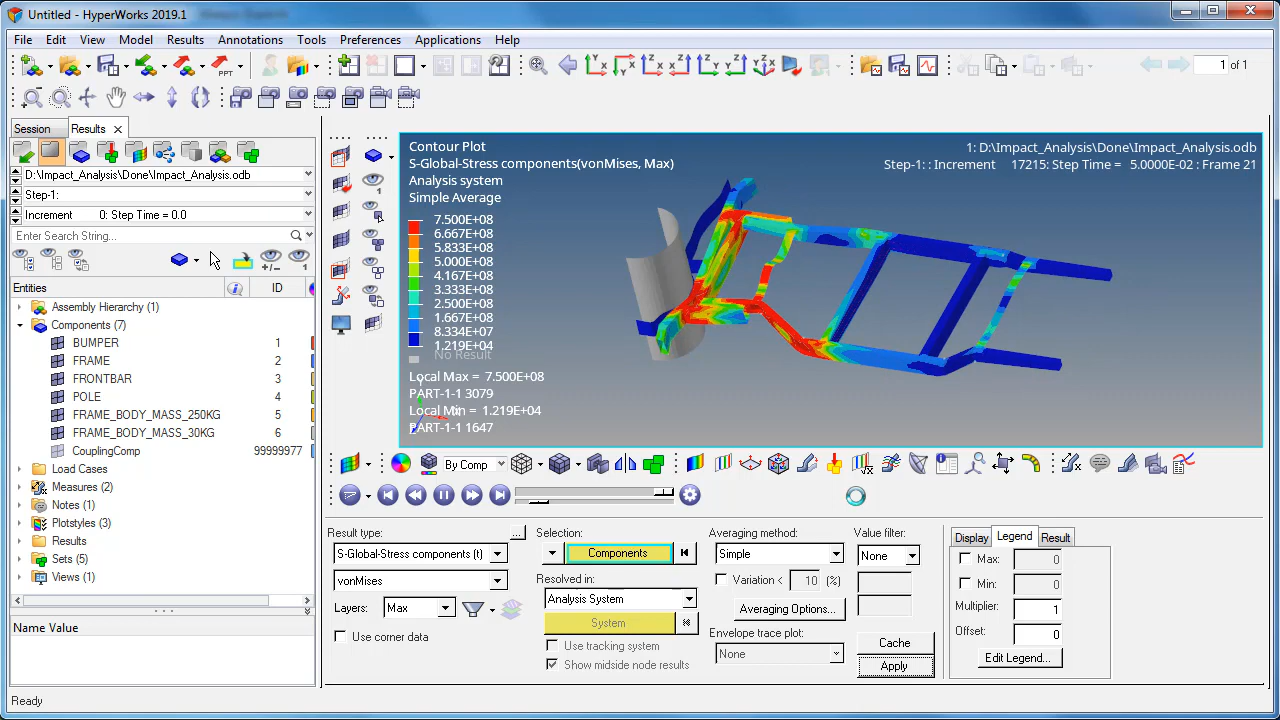 Untitled - HyperWorks 2019.1
File Edit View Model Results Annotations Tools Preferences Applications Help
PPT
1 of 1
Session Results
D:\Impact_Analysis\Done\Impact_Analysis.odb
Step-1:
Increment 0: Step Time = 0.0
Enter Search String...
Entities ID
Assembly Hierarchy (1)
Components (7)
BUMPER 1
FRAME 2
FRONTBAR 3
POLE 4
FRAME_BODY_MASS_250KG 5
FRAME_BODY_MASS_30KG 6
CouplingComp 99999977
Load Cases
Measures (2)
Notes (1)
Plotstyles (3)
Results
Sets (5)
Views (1)
Name Value
Contour Plot
S-Global-Stress components(vonMises, Max)
Analysis system
Simple Average
7.500E+08
6.667E+08
5.833E+08
5.000E+08
4.167E+08
3.333E+08
2.500E+08
1.667E+08
8.334E+07
1.219E+04
No Result
Local Max = 7.500E+08
PART-1-1 3079
Local Min = 1.219E+04
PART-1-1 1647
1: D:\Impact_Analysis\Done\Impact_Analysis.odb
Step-1: : Increment 17215: Step Time = 5.0000E-02 : Frame 21
By Comp
Result type:
S-Global-Stress components (t)
vonMises
Layers: Max
Use corner data
Selection:
Components
Resolved in:
Analysis System
System
Use tracking system
Show midside node results
Averaging method:
Simple
Variation < 10 (%)
Averaging Options...
Envelope trace plot:
None
Value filter:
None
Cache
Apply
Display Legend Result
Max: 0
Min: 0
Multiplier: 1
Offset: 0
Edit Legend...
Ready